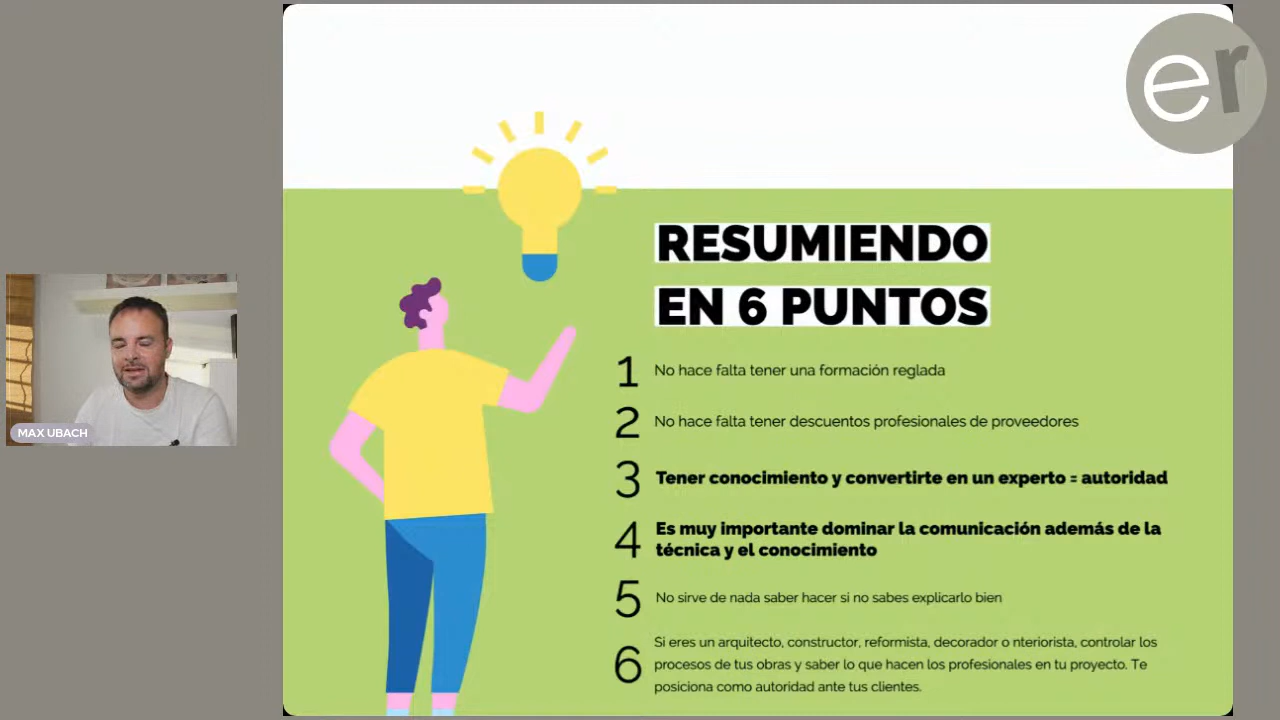 er
RESUMIENDO
EN 6 PUNTOS
1 No hace falta tener una formación reglada
2 No hace falta tener descuentos profesionales de proveedores
3 Tener conocimiento y convertirte en un experto = autoridad
4 Es muy importante dominar la comunicación además de la
técnica y el conocimiento
5 No sirve de nada saber hacer si no sabes explicarlo bien
6 Si eres un arquitecto, constructor, reformista, decorador o nteriorista, controlar los
procesos de tus obras y saber lo que hacen los profesionales en tu proyecto. Te
posiciona como autoridad ante tus clientes.
MAX UBACH